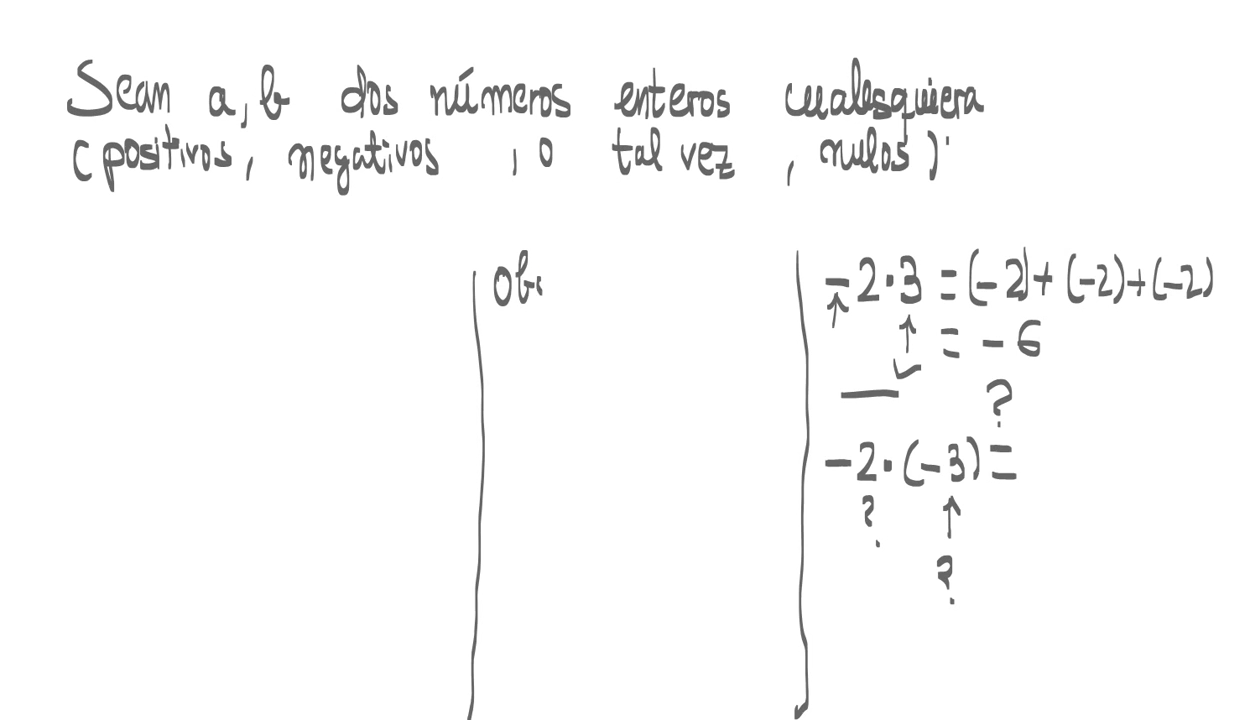 Sean a, b dos números enteros cualesquiera
(positivos, negativos, o tal vez, nulos)
Ob
-2·3 = (-2)+(-2)+(-2)
= -6
?
-2·(-3) =
?
?